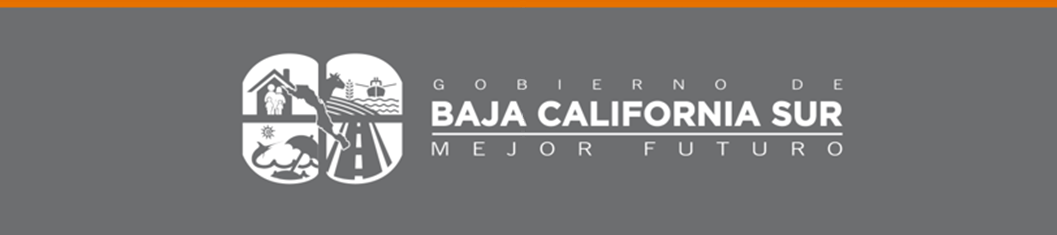 GOBIERNO DE
BAJA CALIFORNIA SUR
MEJOR FUTURO